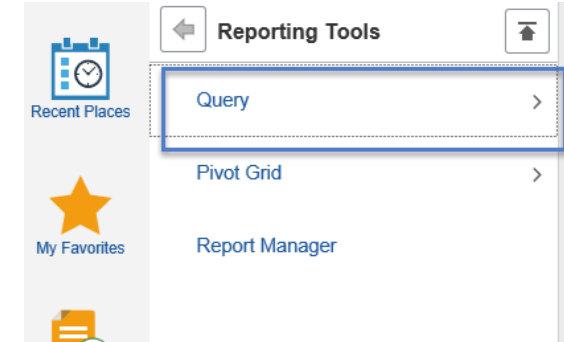 Reporting Tools
Query
Recent Places
Pivot Grid
My Favorites
Report Manager